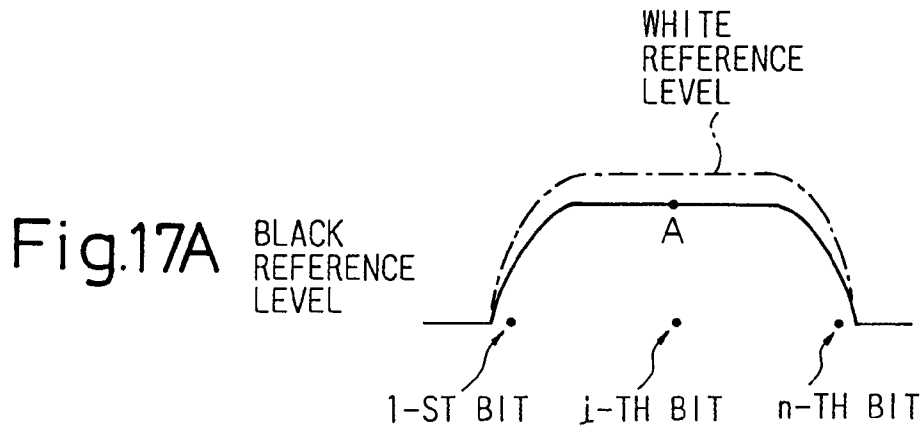 WHITE
REFERENCE
LEVEL
Fig.17A
BLACK
REFERENCE
LEVEL
A
1-ST BIT
i-TH BIT
n-TH BIT